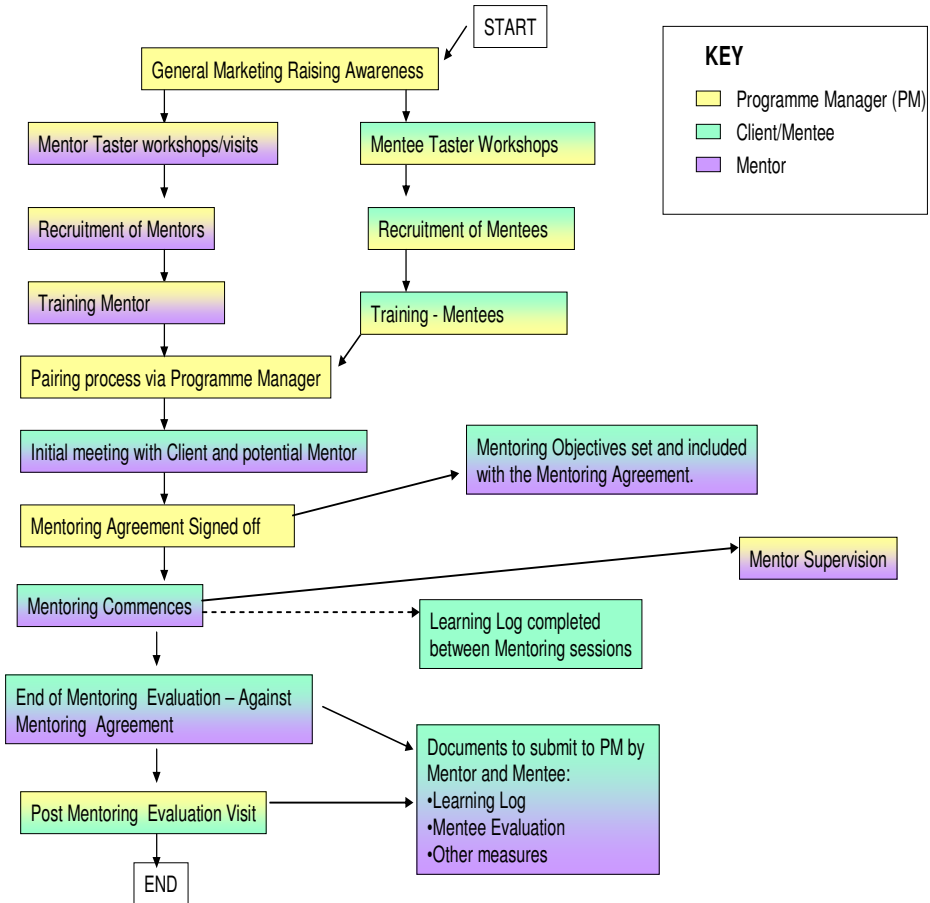 START
General Marketing Raising Awareness
KEY
Programme Manager (PM)
Client/Mentee
Mentor
Mentor Taster workshops/visits
Mentee Taster Workshops
Recruitment of Mentors
Recruitment of Mentees
Training Mentor
Training - Mentees
Pairing process via Programme Manager
Initial meeting with Client and potential Mentor
Mentoring Objectives set and included
with the Mentoring Agreement.
Mentoring Agreement Signed off
Mentor Supervision
Mentoring Commences
Learning Log completed
between Mentoring sessions
End of Mentoring Evaluation – Against
Mentoring Agreement
Documents to submit to PM by
Mentor and Mentee:
•Learning Log
•Mentee Evaluation
•Other measures
Post Mentoring Evaluation Visit
END